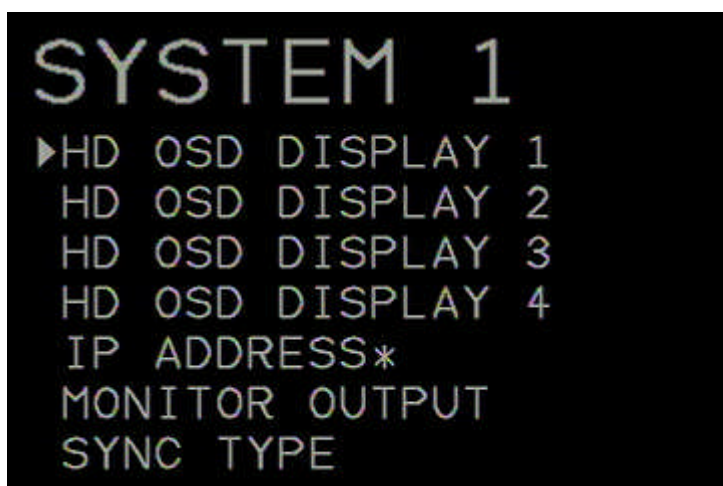 SYSTEM 1
▶HD OSD DISPLAY 1
HD OSD DISPLAY 2
HD OSD DISPLAY 3
HD OSD DISPLAY 4
IP ADDRESS*
MONITOR OUTPUT
SYNC TYPE